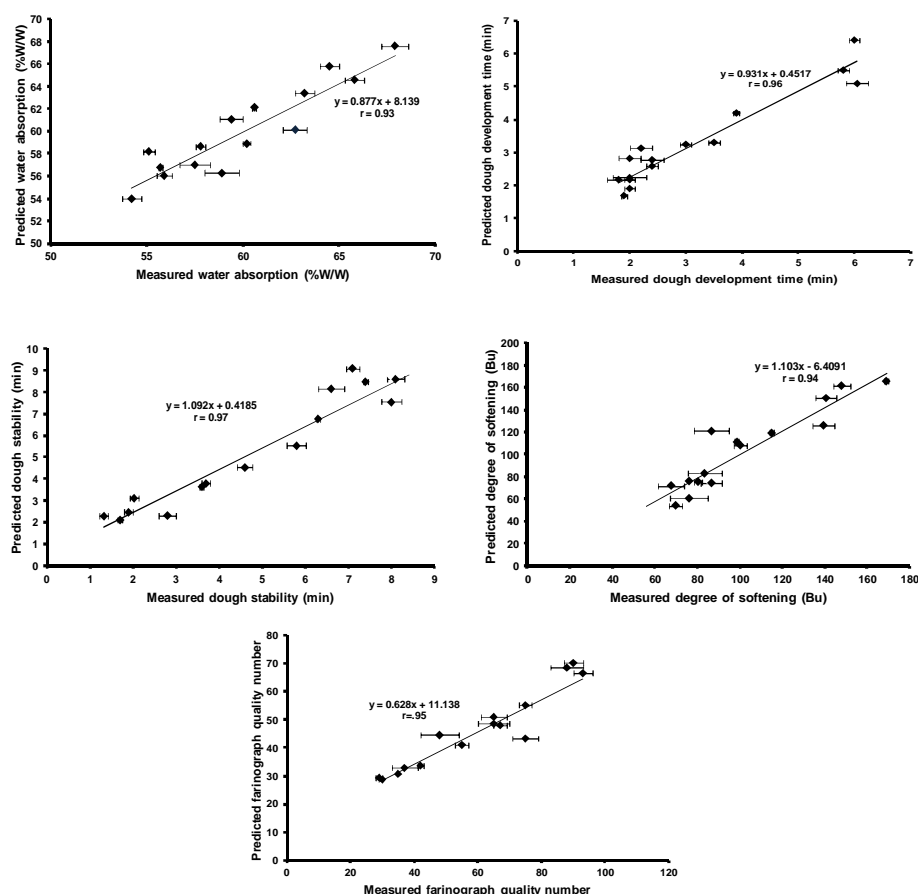 Predicted water absorption (%W/W)
70
68
66
64
62
60
58
56
54
52
50
y = 0.877x + 8.139
r = 0.93
50 55 60 65 70
Measured water absorption (%W/W)
Predicted dough development time (min)
7
6
5
4
3
2
1
0
y = 0.931x + 0.4517
r = 0.96
0 1 2 3 4 5 6 7
Measured dough development time (min)
Predicted dough stability (min)
10
9
8
7
6
5
4
3
2
1
0
y = 1.092x + 0.4185
r = 0.97
0 1 2 3 4 5 6 7 8 9
Measured dough stability (min)
Predicted degree of softening (Bu)
200
180
160
140
120
100
80
60
40
20
0
y = 1.103x - 6.4091
r = 0.94
0 20 40 60 80 100 120 140 160 180
Measured degree of softening (Bu)
Predicted farinograph quality number
80
70
60
50
40
30
20
10
0
y = 0.628x + 11.138
r=.95
0 20 40 60 80 100 120
Measured farinograph quality number